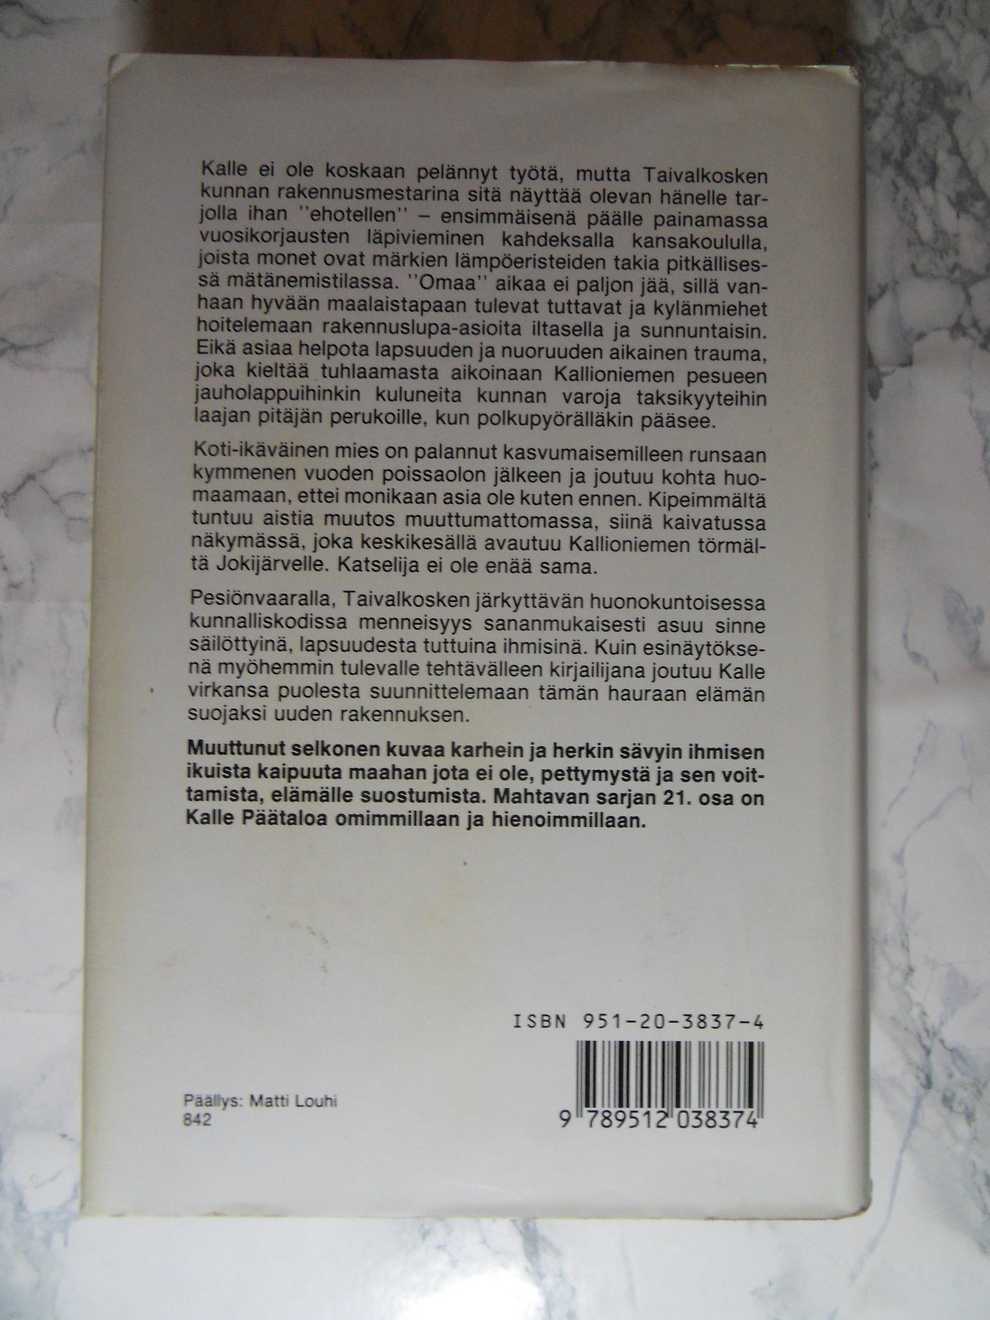 Kalle ei ole koskaan pelännyt työtä, mutta Taivalkosken
kunnan rakennusmestarina sitä näyttää olevan hänelle tar-
jolla ihan "ehotellen" – ensimmäisenä päälle painamassa
vuosikorjausten läpivieminen kahdeksalla kansakoululla,
joista monet ovat märkien lämpöeristeiden takia pitkällises-
sä mätänemistilassa. "Omaa" aikaa ei paljon jää, sillä van-
haan hyvään maalaistapaan tulevat tuttavat ja kylänmiehet
hoitelemaan rakennuslupa-asioita iltasella ja sunnuntaisin.
Eikä asiaa helpota lapsuuden ja nuoruuden aikainen trauma,
joka kieltää tuhlaamasta aikoinaan Kallioniemen pesueen
jauholappuihinkin kuluneita kunnan varoja taksikyyteihin
laajan pitäjän perukoille, kun polkupyörälläkin pääsee.
Koti-ikäväinen mies on palannut kasvumaisemilleen runsaan
kymmenen vuoden poissaolon jälkeen ja joutuu kohta huo-
maamaan, ettei monikaan asia ole kuten ennen. Kipeimmältä
tuntuu aistia muutos muuttumattomassa, siinä kaivatussa
näkymässä, joka keskikesällä avautuu Kallioniemen törmäl-
tä Jokijärvelle. Katselija ei ole enää sama.
Pesiönvaaralla, Taivalkosken järkyttävän huonokuntoisessa
kunnalliskodissa menneisyys sananmukaisesti asuu sinne
säilöttyinä, lapsuudesta tuttuina ihmisinä. Kuin esinäytökse-
nä myöhemmin tulevalle tehtävälleen kirjailijana joutuu Kalle
virkansa puolesta suunnittelemaan tämän hauraan elämän
suojaksi uuden rakennuksen.
Muuttunut selkonen kuvaa karhein ja herkin sävyin ihmisen
ikuista kaipuuta maahan jota ei ole, pettymystä ja sen voit-
tamista, elämälle suostumista. Mahtavan sarjan 21. osa on
Kalle Päätaloa omimmillaan ja hienoimmillaan.
ISBN 951-20-3837-4
9 789512 038374
Päällys: Matti Louhi
842